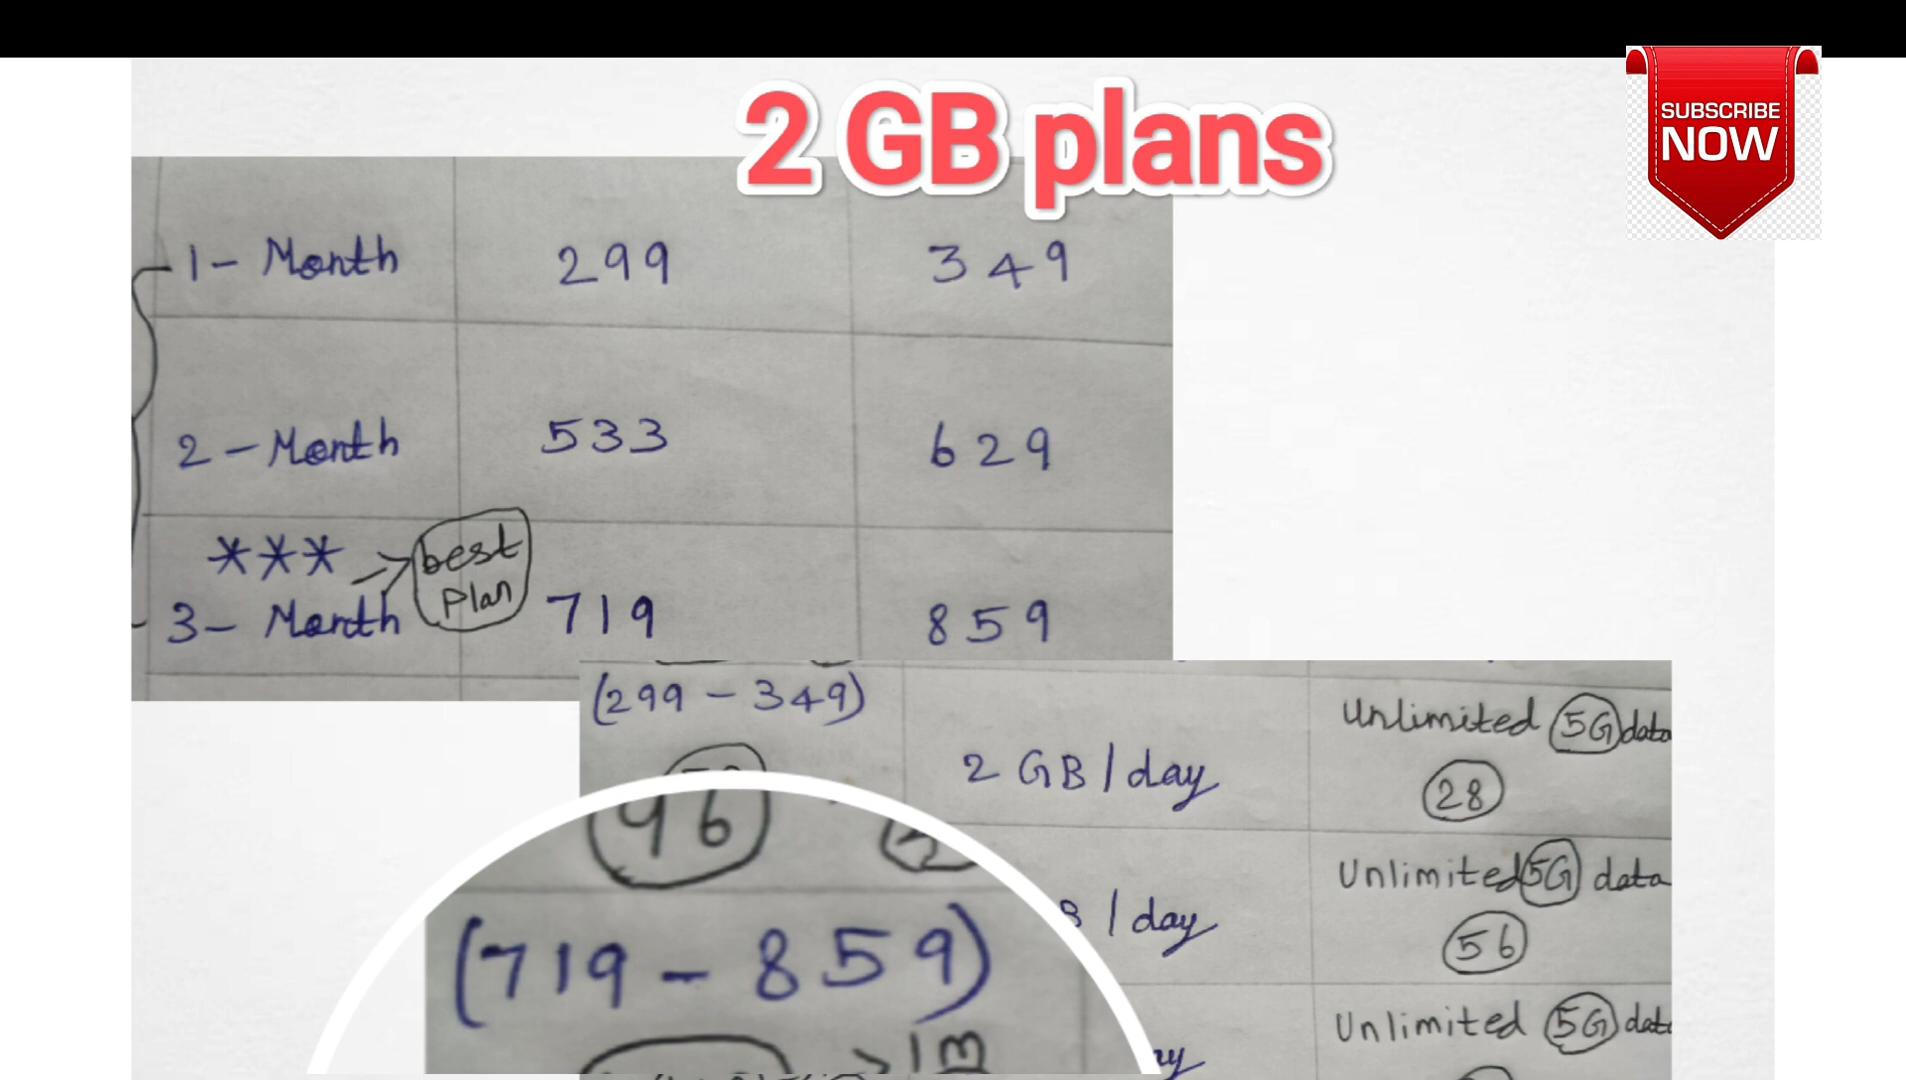 2 GB plans
SUBSCRIBE
NOW
1 - Month 299 349
2 - Month 533 629
***
best
plan
3 - Month 719 859
(299 - 349)
2 GB / day
Unlimited 5G data
28
96
B / day
Unlimited 5G data
56
(719 - 859)
Unlimited 5G data
> 1m